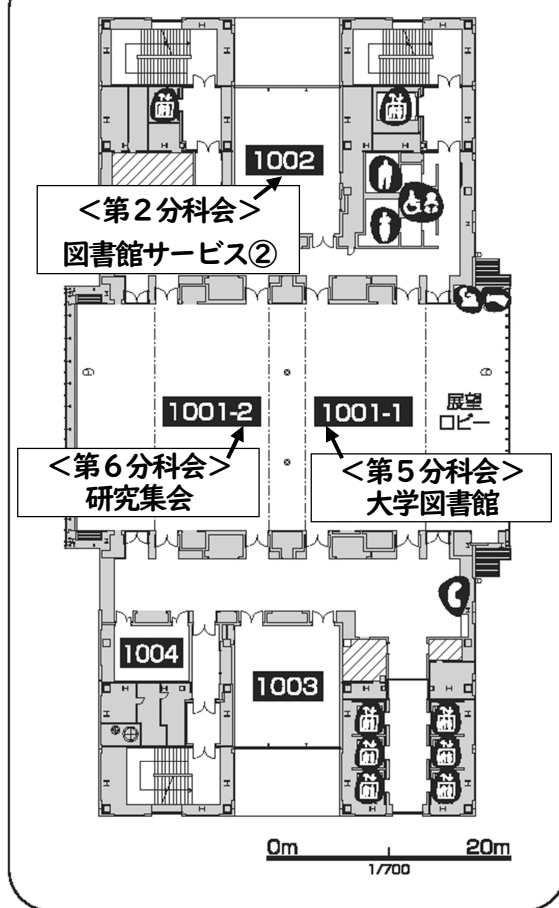 1002
＜第２分科会＞
図書館サービス②
1001-2
1001-1
展望
ロビー
＜第６分科会＞
研究集会
＜第５分科会＞
大学図書館
1004
1003
0m
20m
1/700